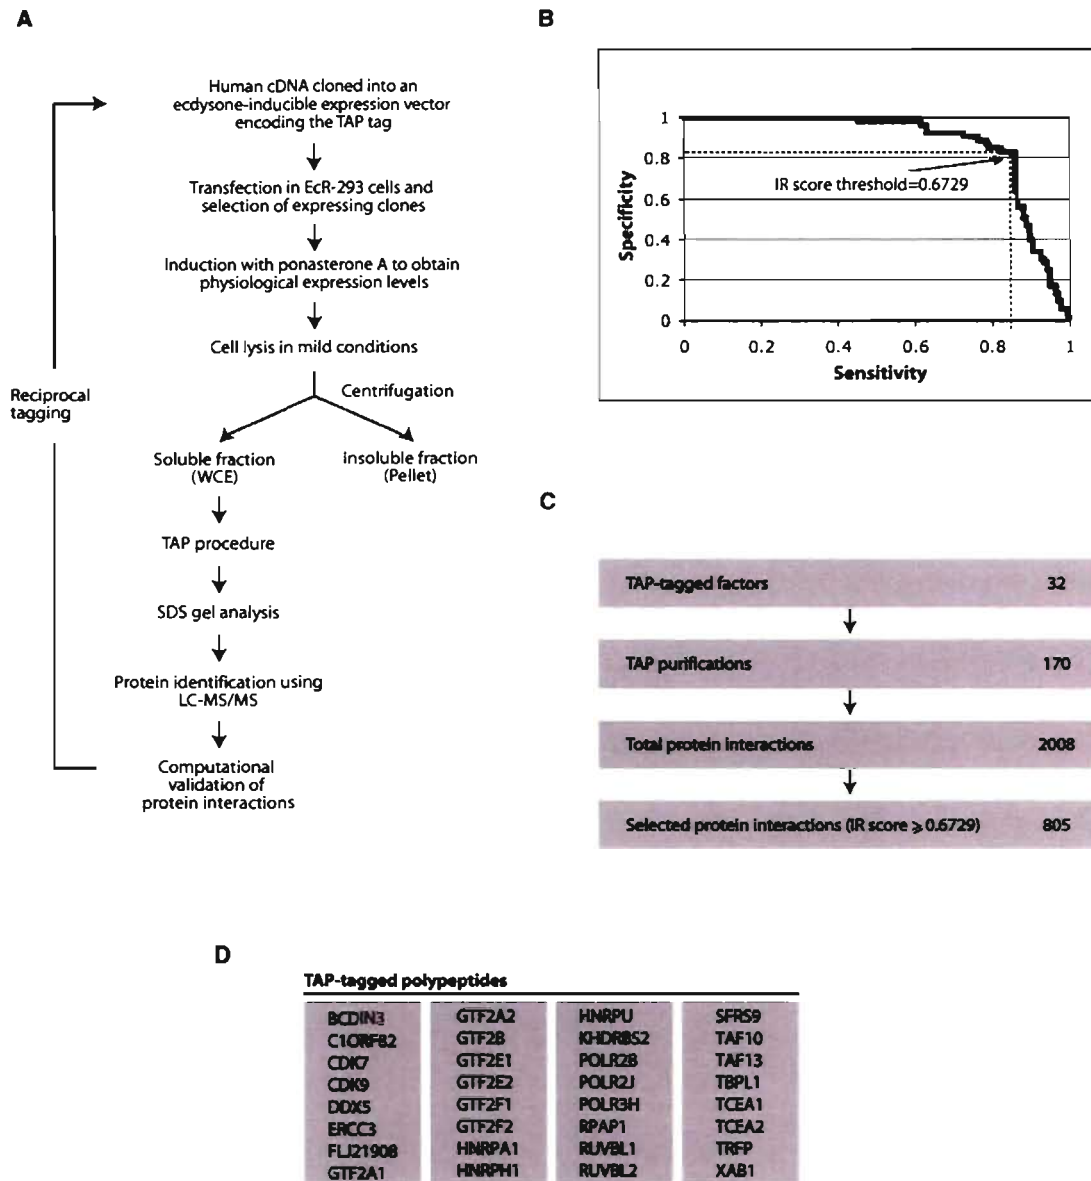 A
Human cDNA cloned into an
ecdysone-inducible expression vector
encoding the TAP tag
Transfection in EcR-293 cells and
selection of expressing clones
Induction with ponasterone A to obtain
physiological expression levels
Cell lysis in mild conditions
Centrifugation
Reciprocal
tagging
Soluble fraction
(WCE)
Insoluble fraction
(Pellet)
TAP procedure
SDS gel analysis
Protein identification using
LC-MS/MS
Computational
validation of
protein interactions
B
Specificity
1
0.8
0.6
0.4
0.2
0
IR score threshold=0.6729
0 0.2 0.4 0.6 0.8 1
Sensitivity
C
TAP-tagged factors 32
TAP purifications 170
Total protein interactions 2008
Selected protein interactions (IR score ⩾ 0.6729) 805
D
TAP-tagged polypeptides
BCDIN3 GTF2A2 HNRPU SFRS9
C1ORF82 GTF2B KHDRBS2 TAF10
CDK7 GTF2E1 POLR2B TAF13
CDK9 GTF2E2 POLR2J TBPL1
DDX5 GTF2F1 POLR3H TCEA1
ERCC3 GTF2F2 RPAP1 TCEA2
FLJ21908 HNRPA1 RUVBL1 TRFP
GTF2A1 HNRPH1 RUVBL2 XAB1